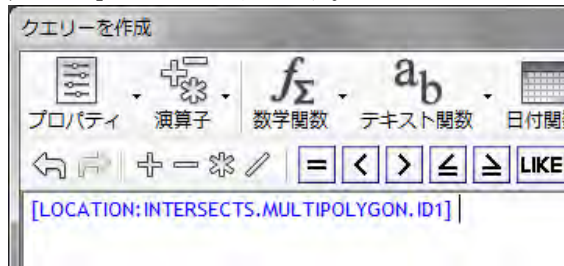 クエリーを作成
プロパティ 演算子 数学関数 テキスト関数 日付関
= < > ≤ ≥ LIKE
[LOCATION:INTERSECTS.MULTIPOLYGON.ID1]